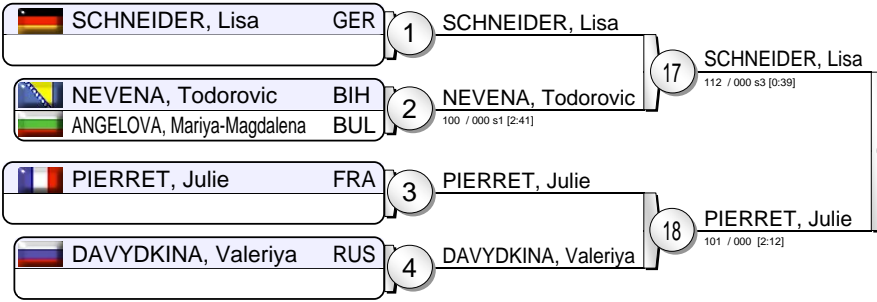 SCHNEIDER, Lisa GER
1
SCHNEIDER, Lisa
17
SCHNEIDER, Lisa
112 / 000 s3 [0:39]
NEVENA, Todorovic BIH
ANGELOVA, Mariya-Magdalena BUL
2
NEVENA, Todorovic
100 / 000 s1 [2:41]
PIERRET, Julie FRA
3
PIERRET, Julie
18
PIERRET, Julie
101 / 000 [2:12]
DAVYDKINA, Valeriya RUS
4
DAVYDKINA, Valeriya